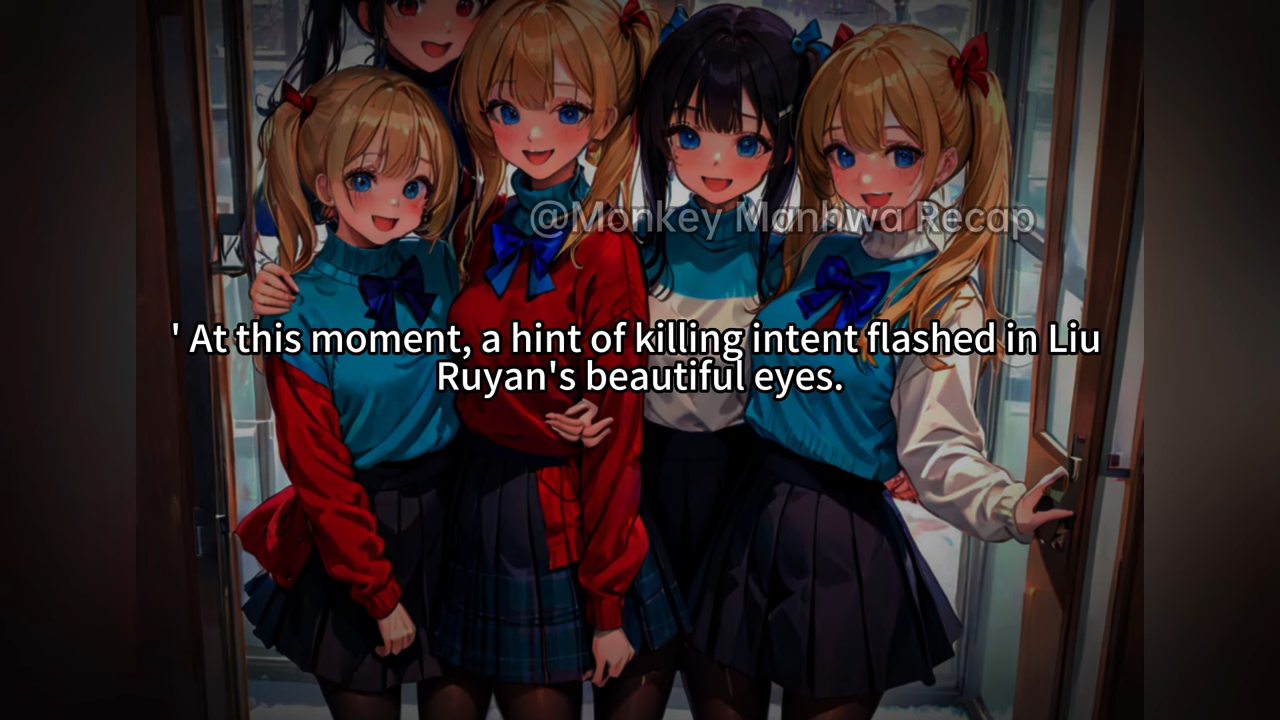 @Monkey Manhwa Recap
' At this moment, a hint of killing intent flashed in Liu
Ruyan's beautiful eyes.